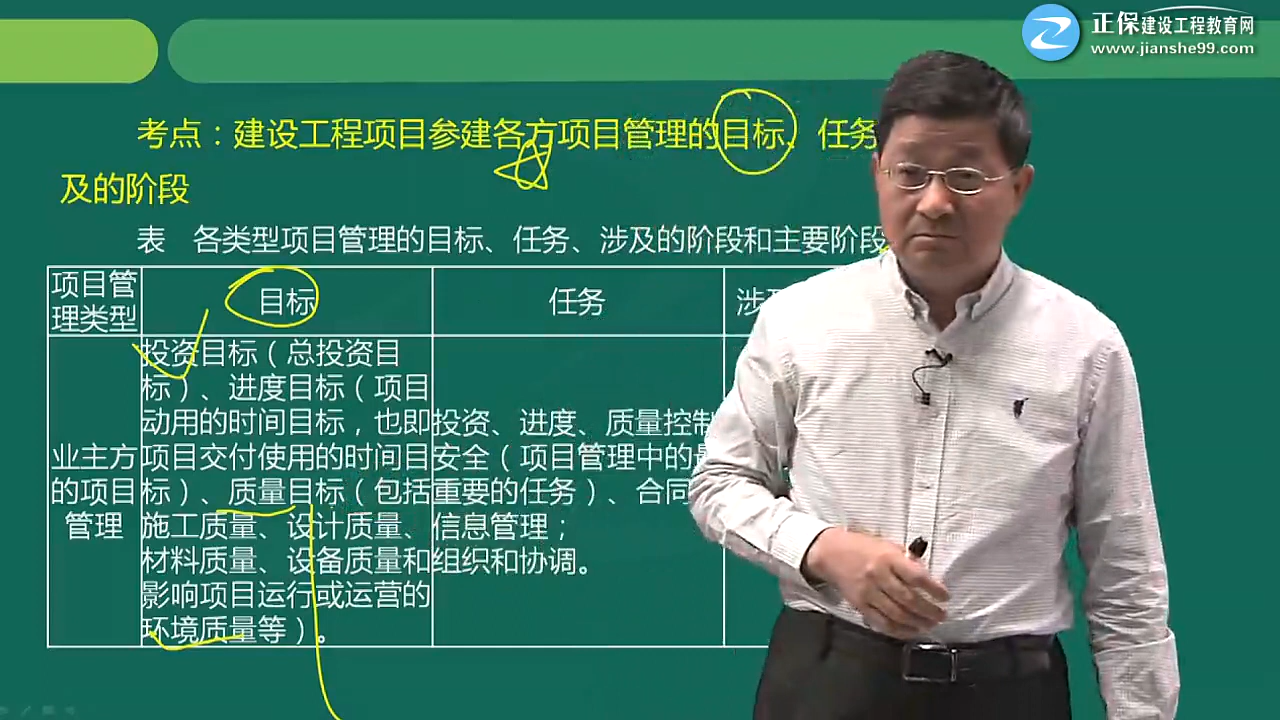 正保建设工程教育网
www.jianshe99.com
考点：建设工程项目参建各方项目管理的目标、任务
及的阶段
表 各类型项目管理的目标、任务、涉及的阶段和主要阶段
项目管
理类型
目标
任务
涉
业主方
的项目
管理
投资目标（总投资目
标）、进度目标（项目
动用的时间目标，也即
项目交付使用的时间目
标）、质量目标（包括
施工质量、设计质量、
材料质量、设备质量和
影响项目运行或运营的
环境质量等）。
投资、进度、质量控制
安全（项目管理中的最
重要的任务）、合同
信息管理；
组织和协调。